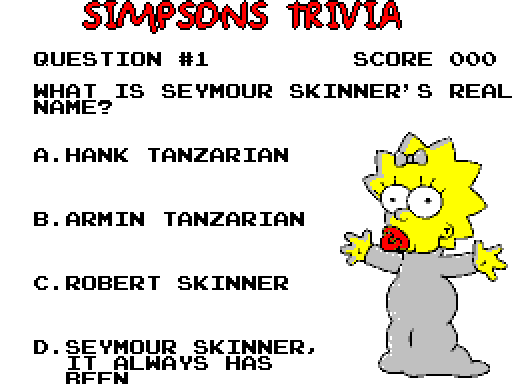 SIMPSONS TRIVIA
QUESTION #1 SCORE 000
WHAT IS SEYMOUR SKINNER'S REAL
NAME?
A.HANK TANZARIAN
B.ARMIN TANZARIAN
C.ROBERT SKINNER
D.SEYMOUR SKINNER,
IT ALWAYS HAS
BEEN